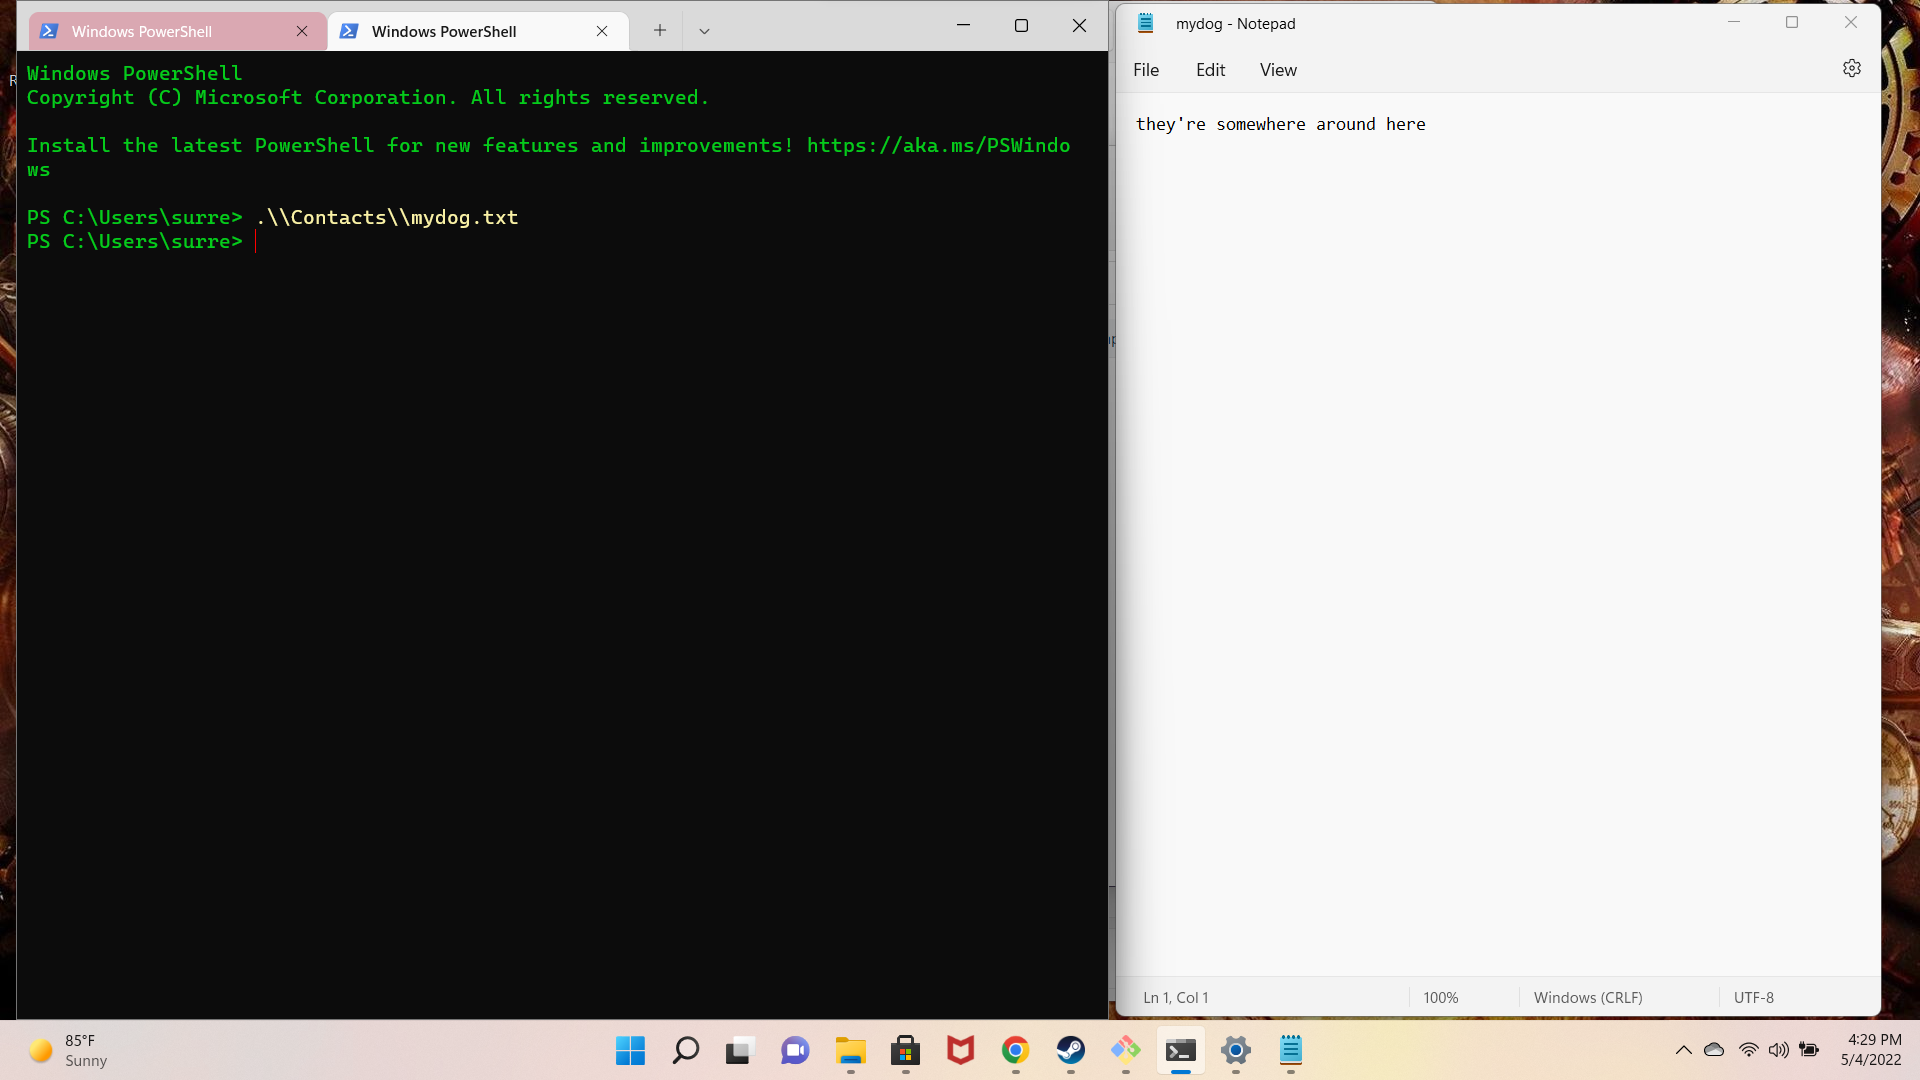 Windows PowerShell
Windows PowerShell
Windows PowerShell
Copyright (C) Microsoft Corporation. All rights reserved.
Install the latest PowerShell for new features and improvements! https://aka.ms/PSWindo
ws
PS C:\Users\surre> .\\Contacts\\mydog.txt
PS C:\Users\surre>
mydog - Notepad
File Edit View
they're somewhere around here
Ln 1, Col 1 100% Windows (CRLF) UTF-8
85°F
Sunny
4:29 PM
5/4/2022